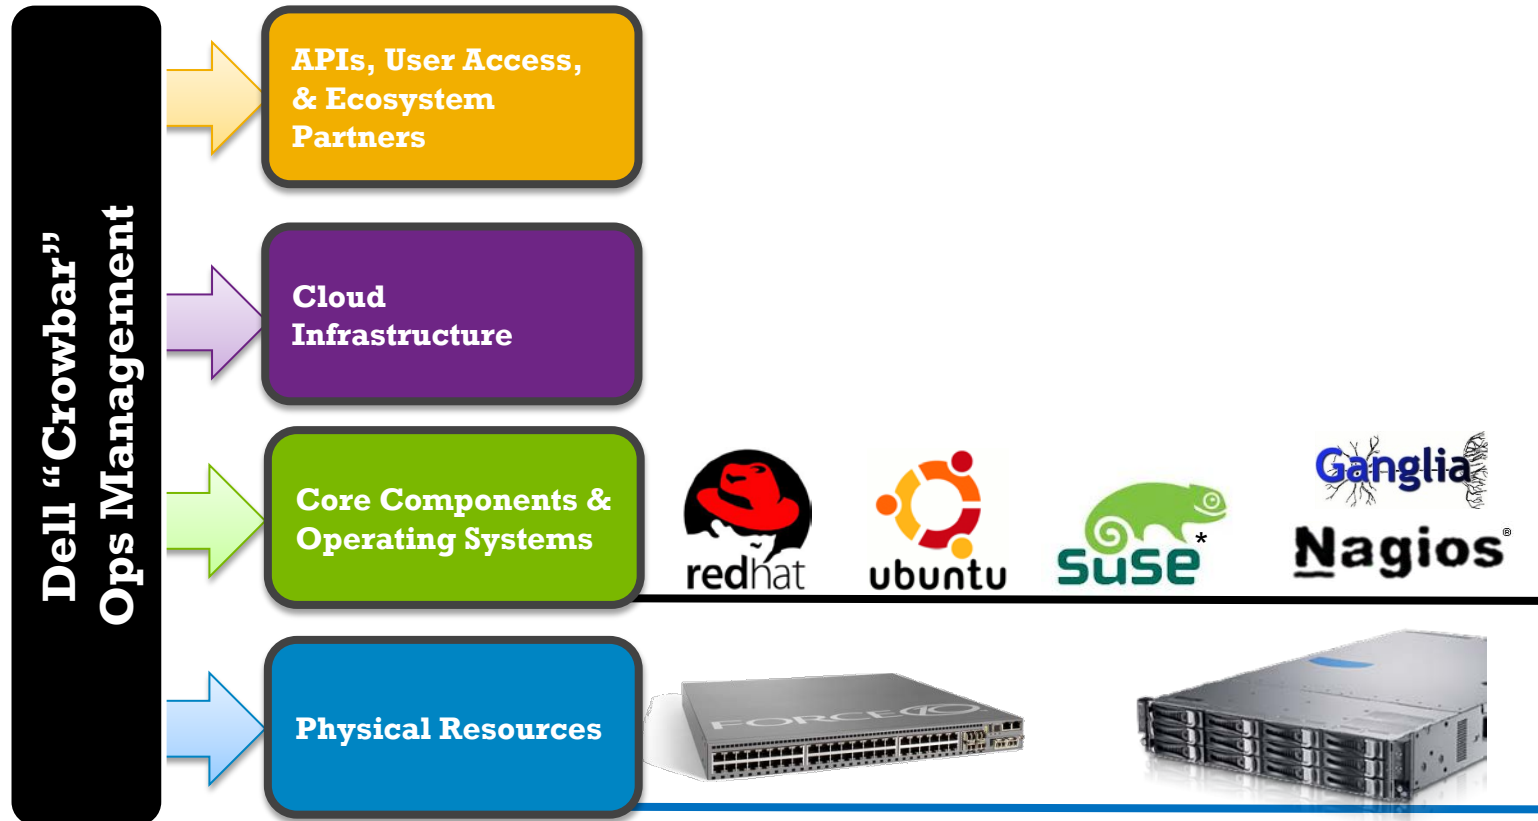 Dell “Crowbar”
Ops Management
APIs, User Access,
& Ecosystem
Partners
Cloud
Infrastructure
Core Components &
Operating Systems
redhat
ubuntu
suse*
Ganglia
Nagios®
Physical Resources
FORCE10